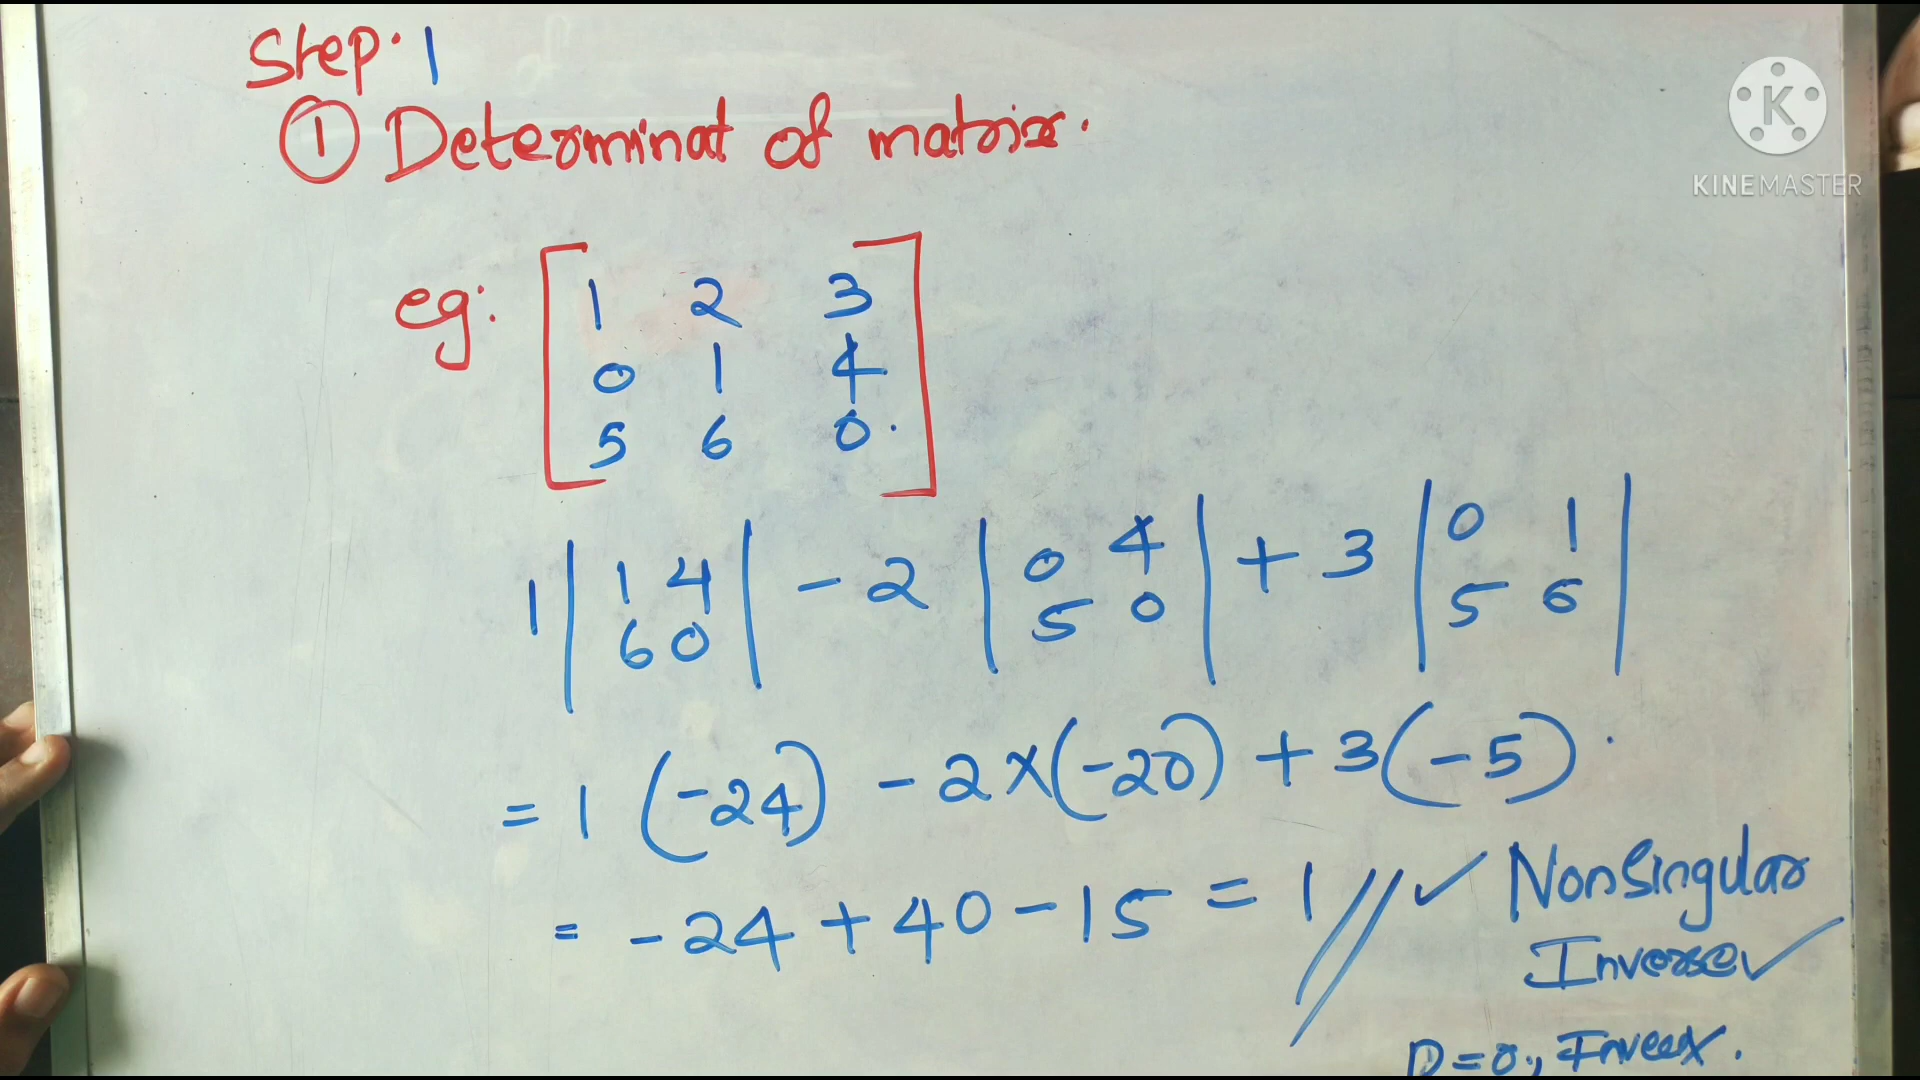 Step. 1
① Determinat of matrix.
KINEMASTER
eg: [ 1 2 3
0 1 4
5 6 0 . ]
1 | 1 4 | - 2 | 0 4 | + 3 | 0 1 |
6 0 5 0 5 6
= 1 (-24) - 2 × (-20) + 3 (-5) .
= -24 + 40 - 15 = 1 // ✓ Nonsingular
Inverse ✓
D = 0 ,